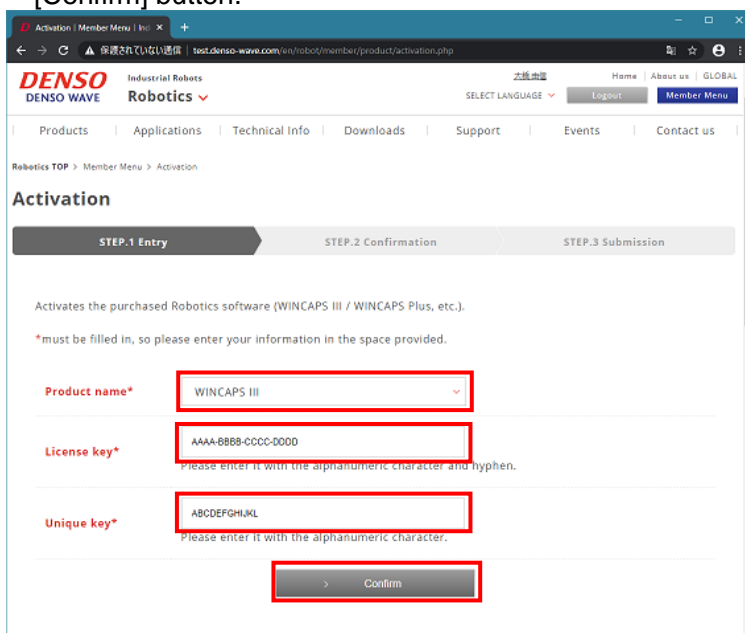 [Confirm] button.
Activation | Member Menu | Ind × +
保護されていない通信 | test.denso-wave.com/en/robot/member/product/activation.php
DENSO
DENSO WAVE
Industrial Robots
Robotics
Home | About us | GLOBAL
SELECT LANGUAGE
Logout
Member Menu
Products | Applications | Technical Info | Downloads | Support | Events | Contact us
Robotics TOP > Member Menu > Activation
Activation
STEP.1 Entry
STEP.2 Confirmation
STEP.3 Submission
Activates the purchased Robotics software (WINCAPS III / WINCAPS Plus, etc.).
*must be filled in, so please enter your information in the space provided.
Product name*
WINCAPS III
License key*
AAAA-BBBB-CCCC-DDDD
Please enter it with the alphanumeric character and hyphen.
Unique key*
ABCDEFGHIJKL
Please enter it with the alphanumeric character.
> Confirm